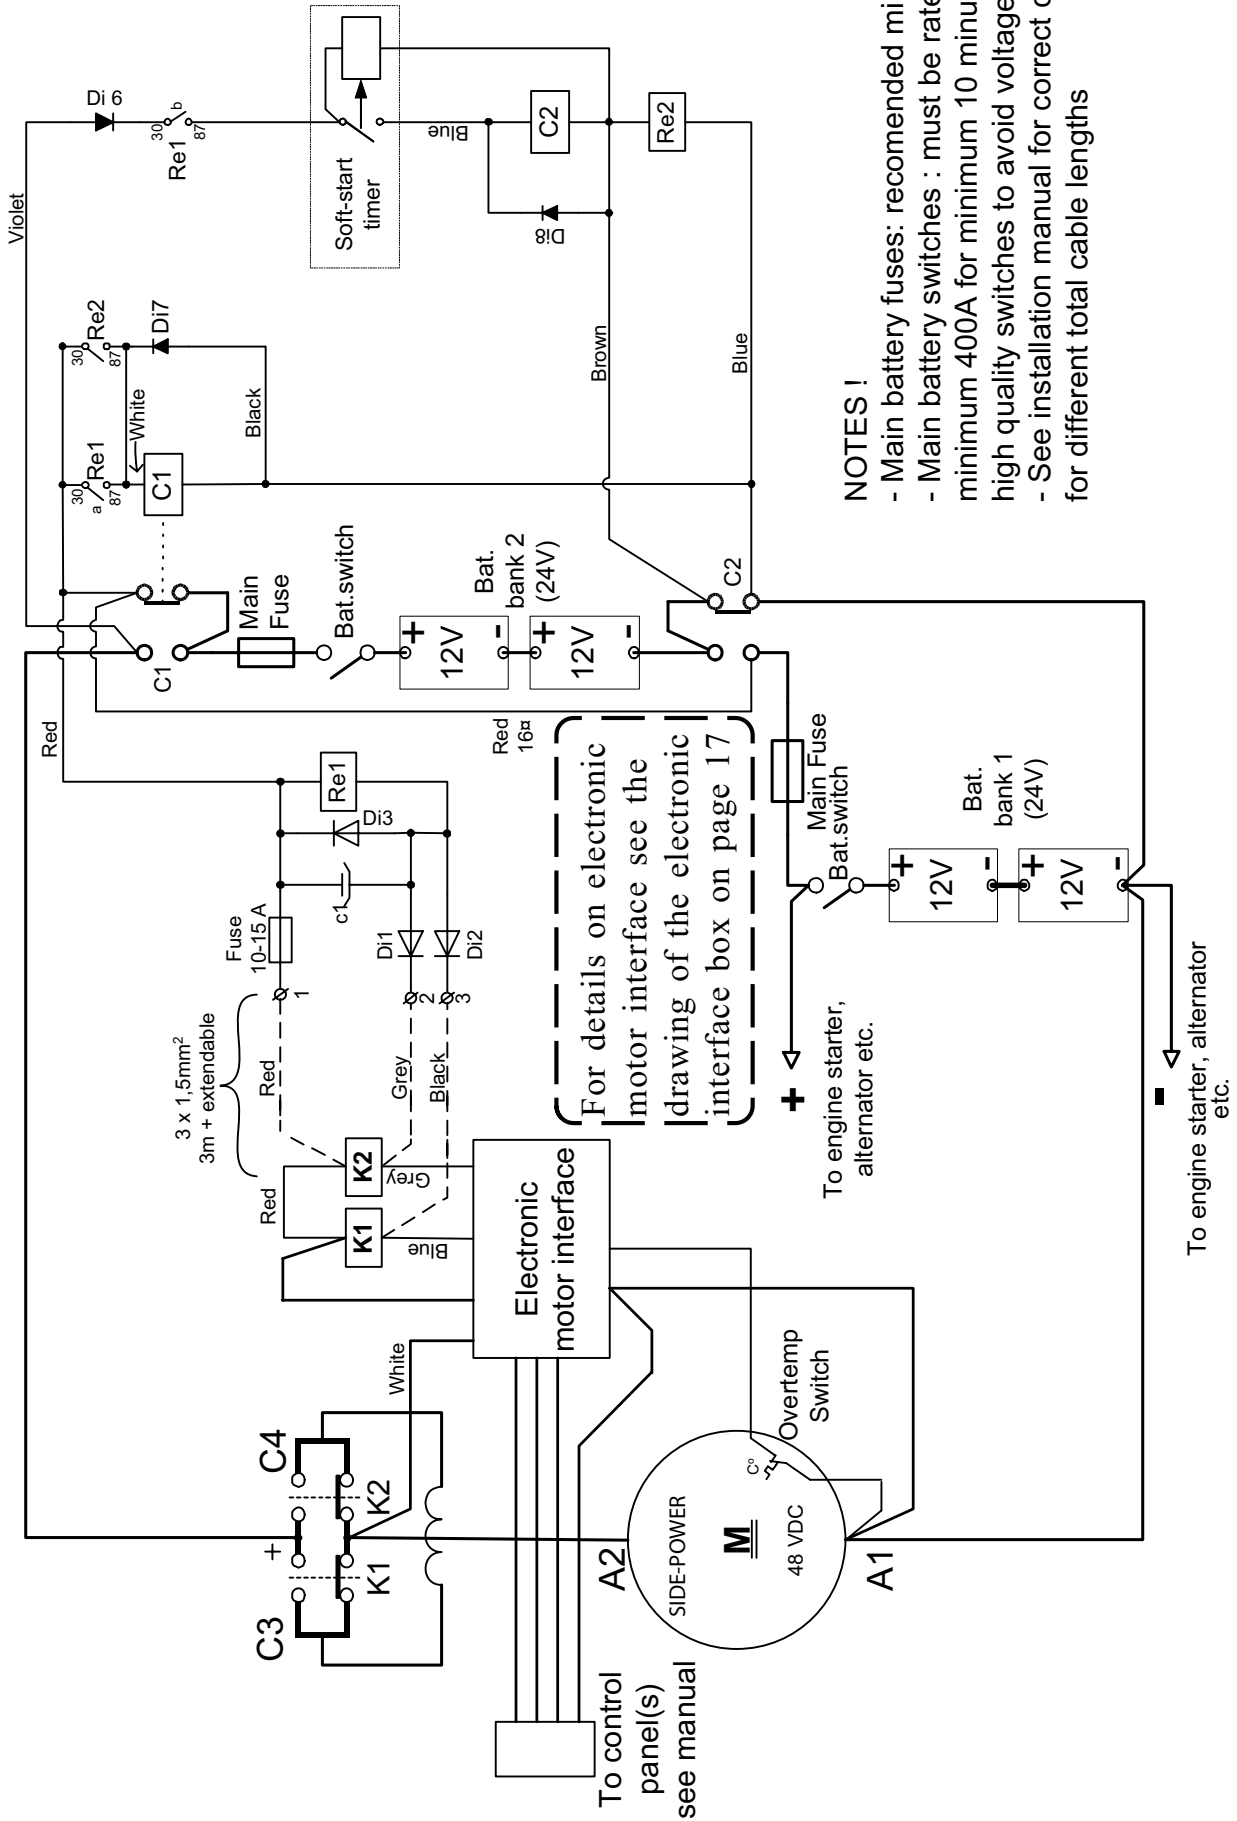 Violet
Di 6
30
b
Re1
87
Soft-start
timer
Blue
C2
Re2
Di8
Red
30
Re2
87
Di7
White
30
a
Re1
87
C1
Black
Brown
Blue
C1
Main
Fuse
Bat.switch
+
12V
-
+
12V
-
Bat.
bank 2
(24V)
C2
Red
16¤
NOTES !
- Main battery fuses: recomended mi
- Main battery switches : must be rate
minimum 400A for minimum 10 minu
high quality switches to avoid voltage
- See installation manual for correct c
for different total cable lengths
Re1
Di3
c1
Fuse
10-15 A
Di1
Di2
1
2
3
3 x 1,5mm²
3m + extendable
Red
Grey
Black
Red
K2
K1
Grey
Blue
For details on electronic
motor interface see the
drawing of the electronic
interface box on page 17
Main Fuse
Bat.switch
+
12V
-
+
12V
-
Bat.
bank 1
(24V)
+
To engine starter,
alternator etc.
-
To engine starter, alternator
etc.
Electronic
motor interface
White
C4
K2
+
K1
C3
A2
SIDE-POWER
M
48 VDC
A1
C°
Overtemp
Switch
To control
panel(s)
see manual